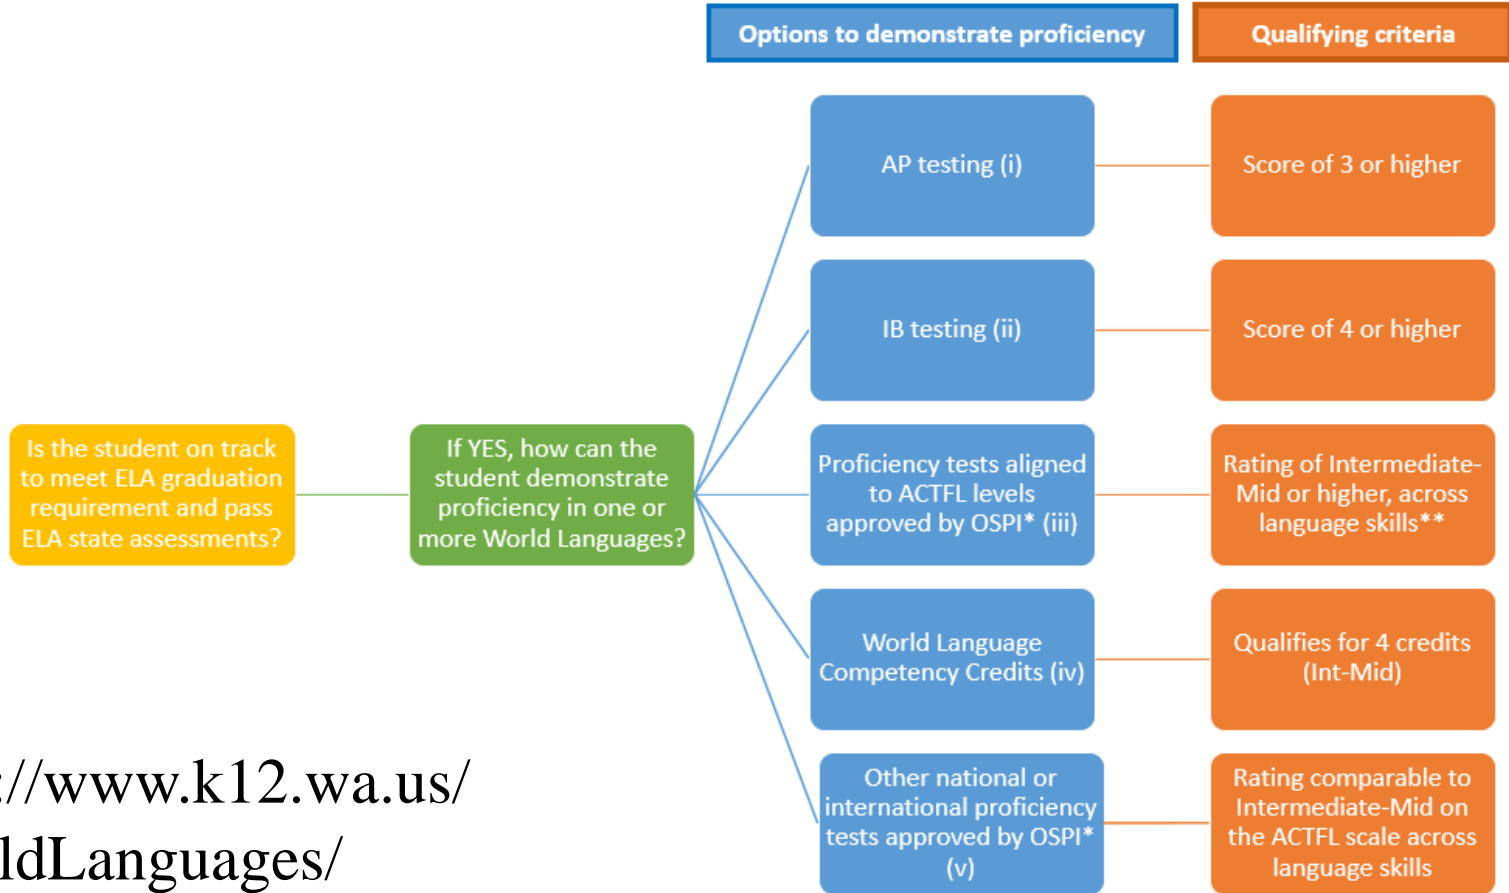 Options to demonstrate proficiency
Qualifying criteria
AP testing (i)
Score of 3 or higher
IB testing (ii)
Score of 4 or higher
Is the student on track
to meet ELA graduation
requirement and pass
ELA state assessments?
If YES, how can the
student demonstrate
proficiency in one or
more World Languages?
Proficiency tests aligned
to ACTFL levels
approved by OSPI* (iii)
Rating of Intermediate-
Mid or higher, across
language skills**
World Language
Competency Credits (iv)
Qualifies for 4 credits
(Int-Mid)
Other national or
international proficiency
tests approved by OSPI*
(v)
Rating comparable to
Intermediate-Mid on
the ACTFL scale across
language skills
://www.k12.wa.us/
ldLanguages/